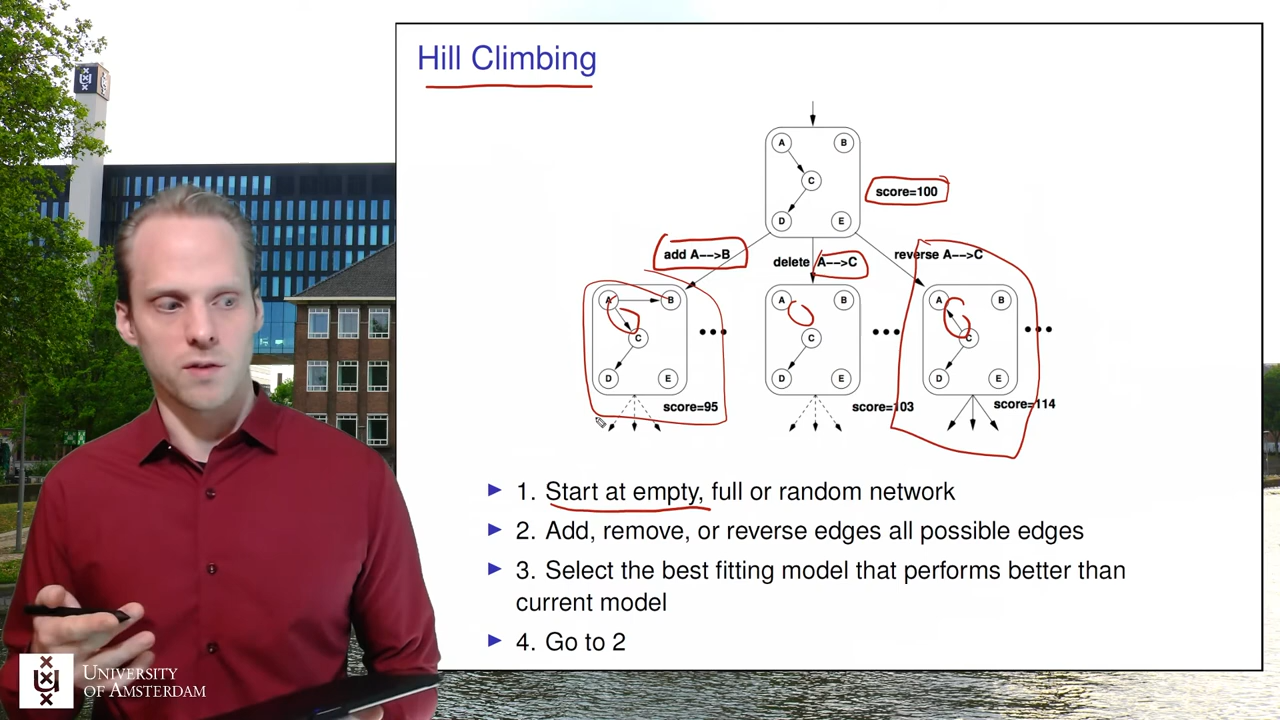 Hill Climbing
A B
C
D E
score=100
add A-->B
delete A-->C
reverse A-->C
A B
C
D E
score=95
A B
C
D E
score=103
A B
C
D E
score=114
1. Start at empty, full or random network
2. Add, remove, or reverse edges all possible edges
3. Select the best fitting model that performs better than
current model
4. Go to 2
UNIVERSITY
OF AMSTERDAM